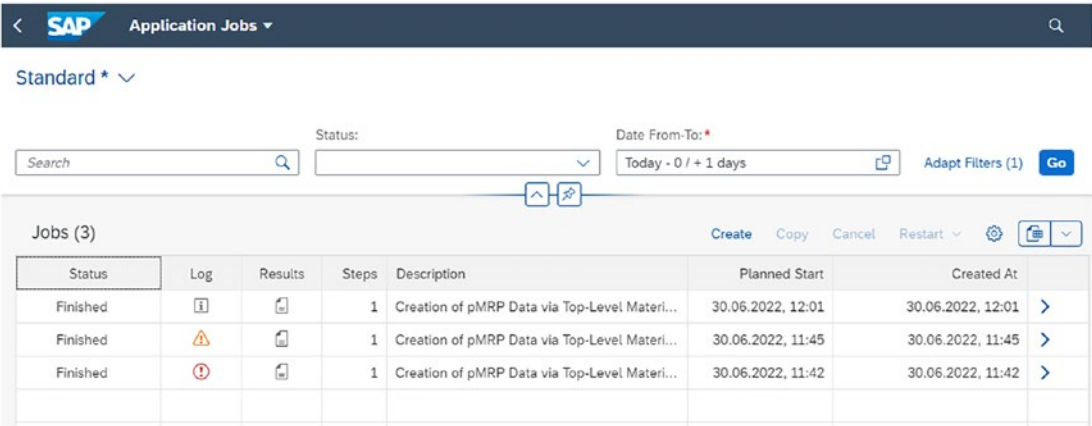 SAP Application Jobs
Standard *
Status: Date From-To:*
Search Today - 0 / + 1 days Adapt Filters (1) Go
Jobs (3) Create Copy Cancel Restart
Status Log Results Steps Description Planned Start Created At
Finished 1 Creation of pMRP Data via Top-Level Materi... 30.06.2022, 12:01 30.06.2022, 12:01
Finished 1 Creation of pMRP Data via Top-Level Materi... 30.06.2022, 11:45 30.06.2022, 11:45
Finished 1 Creation of pMRP Data via Top-Level Materi... 30.06.2022, 11:42 30.06.2022, 11:42